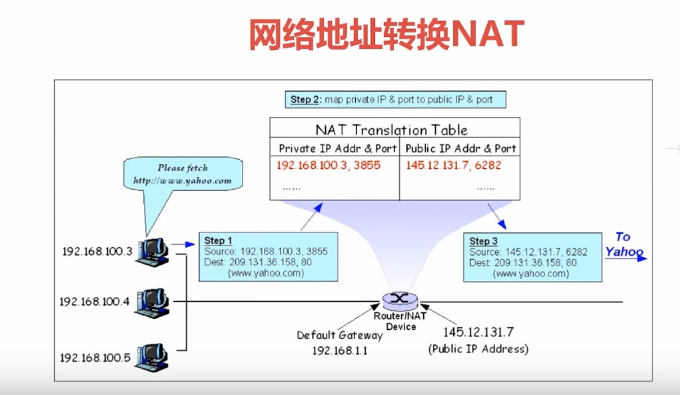 网络地址转换NAT
Step 2: map private IP & port to public IP & port
NAT Translation Table
Private IP Addr & Port
Public IP Addr & Port
192.168.100.3, 3855
145.12.131.7, 6282
......
......
Please fetch
http://www.yahoo.com
192.168.100.3
Step 1
Source: 192.168.100.3, 3855
Dest: 209.131.36.158, 80
(www.yahoo.com)
Step 3
Source: 145.12.131.7, 6282
Dest: 209.131.36.158, 80
(www.yahoo.com)
To
Yahoo
192.168.100.4
Router/NAT
Device
Default Gateway
192.168.1.1
145.12.131.7
(Public IP Address)
192.168.100.5